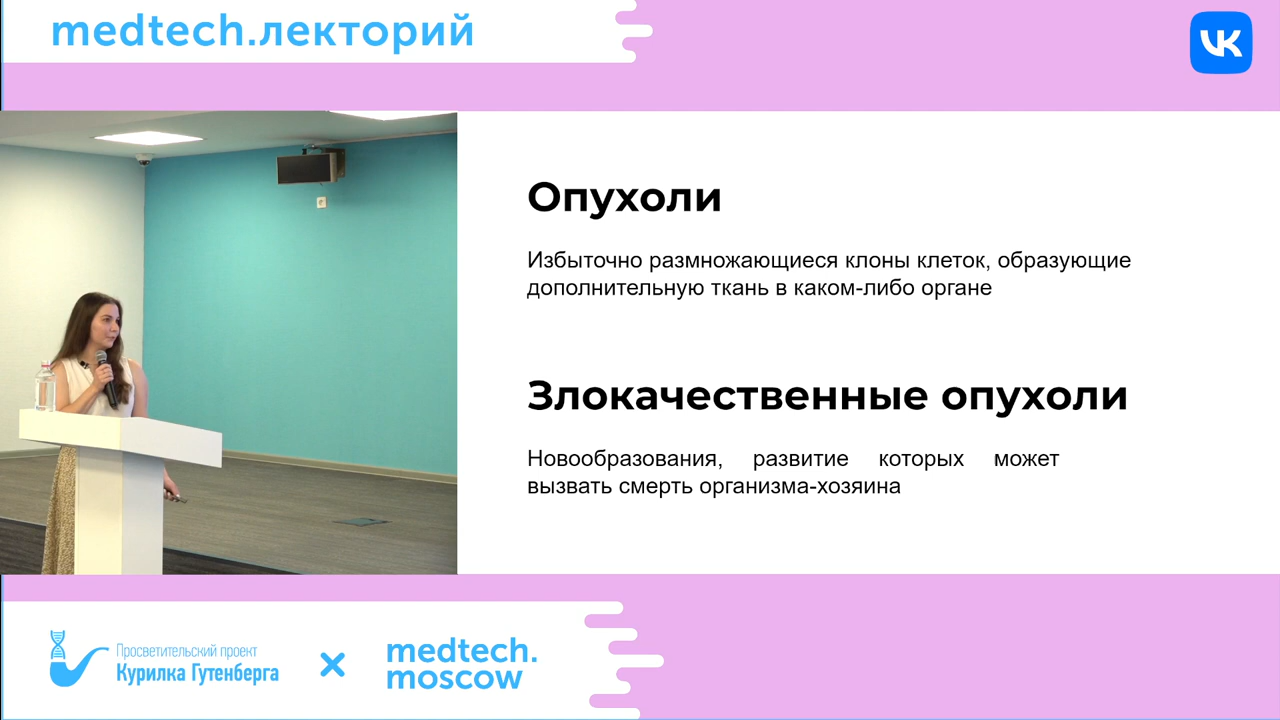 medtech.лекторий
VK
Опухоли
Избыточно размножающиеся клоны клеток, образующие
дополнительную ткань в каком-либо органе
Злокачественные опухоли
Новообразования, развитие которых может
вызвать смерть организма-хозяина
Просветительский проект
Курилка Гутенберга
×
medtech.
moscow